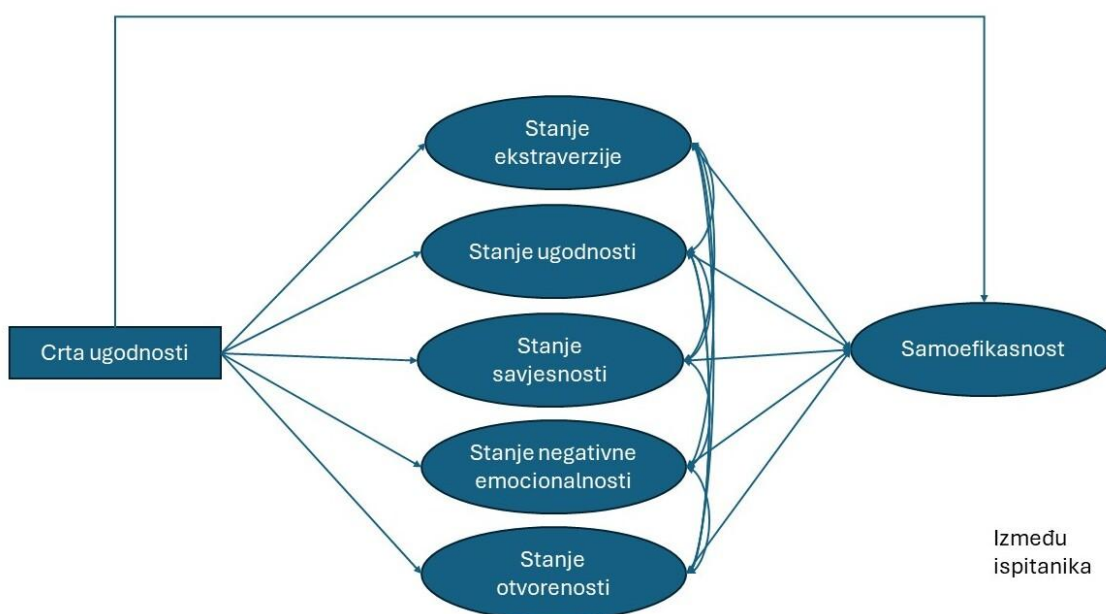 Stanje
ekstraverzije
Stanje ugodnosti
Crta ugodnosti
Stanje
savjesnosti
Samoefikasnost
Stanje negativne
emocionalnosti
Stanje
otvorenosti
Između
ispitanika